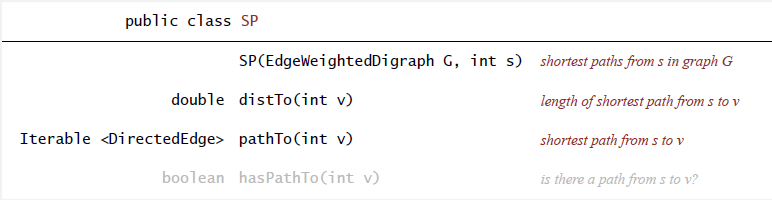 public class SP
SP(EdgeWeightedDigraph G, int s) shortest paths from s in graph G
double distTo(int v) length of shortest path from s to v
Iterable <DirectedEdge> pathTo(int v) shortest path from s to v
boolean hasPathTo(int v) is there a path from s to v?